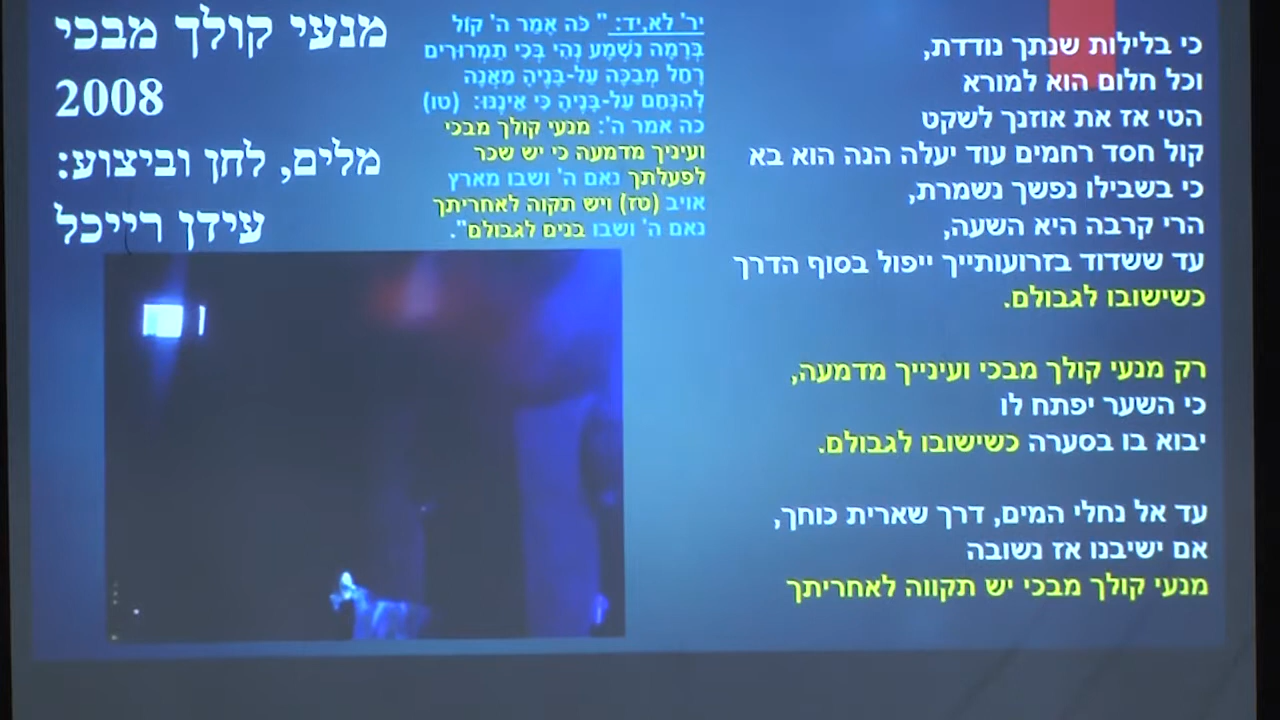 כי בלילות שנתך נודדת,
וכל חלום הוא למורא
הטי אז את אוזנך לשקט
קול חסד רחמים עוד יעלה הנה הוא בא
כי בשבילו נפשך נשמרת,
הרי קרבה היא השעה,
עד ששדוד בזרועותייך ייפול בסוף הדרך
כשישובו לגבולם.
רק מנעי קולך מבכי ועינייך מדמעה,
כי השער יפתח לו
יבוא בו בסערה כשישובו לגבולם.
עד אל נחלי המים, דרך שארית כוחך,
אם ישיבנו אז נשובה
מנעי קולך מבכי יש תקווה לאחריתך
יר' לא,יד: " כֹּה אָמַר ה' קוֹל
בְּרָמָה נִשְׁמָע נְהִי בְּכִי תַמְרוּרִים
רָחֵל מְבַכָּה עַל-בָּנֶיהָ מֵאֲנָה
לְהִנָּחֵם עַל-בָּנֶיהָ כִּי אֵינֶנּוּ: (טו)
כה אמר ה': מנעי קולך מבכי
ועיניך מדמעה כי יש שכר
לפעלתך נאם ה' ושבו מארץ
אויב (טז) ויש תקוה לאחריתך
נאם ה' ושבו בנים לגבולם".
מנעי קולך מבכי
2008
מלים, לחן וביצוע:
עידן רייכל